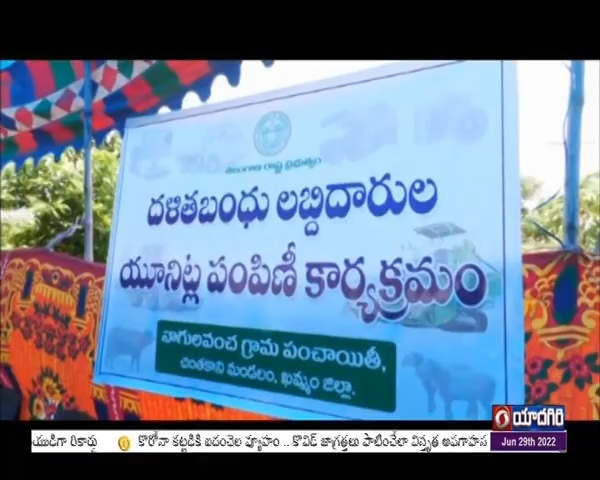 తెలంగాణ రాష్ట్ర ప్రభుత్వం
దళితబంధు లబ్దిదారుల
యూనిట్ల పంపిణీ కార్యక్రమం
నాగులవంచ గ్రామ పంచాయితీ,
చింతకాని మండలం, ఖమ్మం జిల్లా.
యాదగిరి
యుడిగా రికార్డు కొరోనా కట్టడికి ఐదంచెల వ్యూహం .. కొవిడ్ జాగ్రత్తలు పాటించేలా విస్తృత అవగాహన
Jun 29th 2022